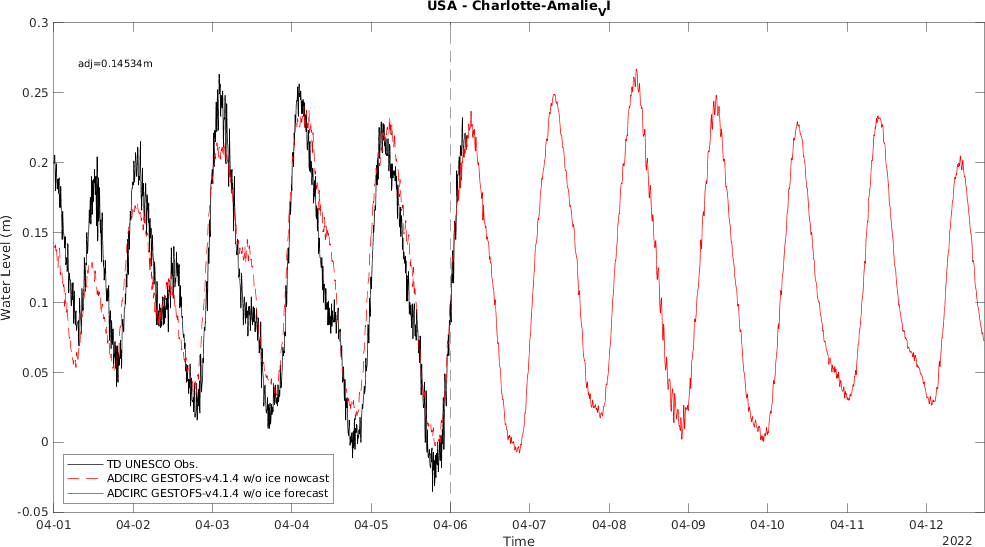 USA - Charlotte-AmalieVI
0.3
adj=0.14534m
0.25
0.2
0.15
0.1
0.05
0
-0.05
Water Level (m)
TD UNESCO Obs.
ADCIRC GESTOFS-v4.1.4 w/o ice nowcast
ADCIRC GESTOFS-v4.1.4 w/o ice forecast
04-01 04-02 04-03 04-04 04-05 04-06 04-07 04-08 04-09 04-10 04-11 04-12
Time
2022